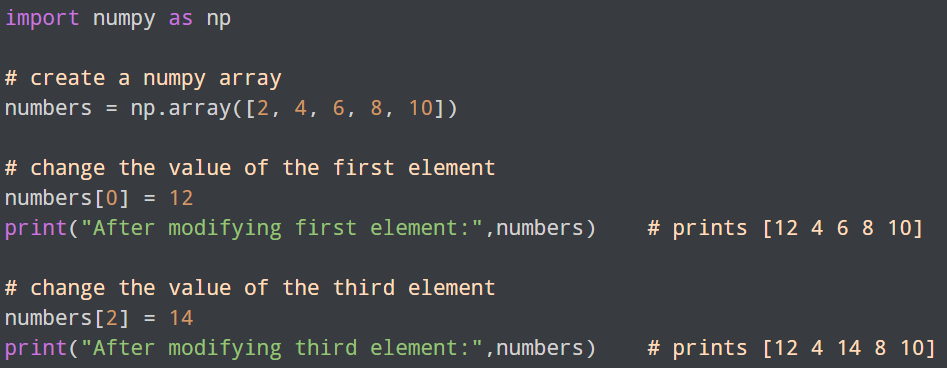 import numpy as np
# create a numpy array
numbers = np.array([2, 4, 6, 8, 10])
# change the value of the first element
numbers[0] = 12
print("After modifying first element:",numbers)    # prints [12 4 6 8 10]
# change the value of the third element
numbers[2] = 14
print("After modifying third element:",numbers)    # prints [12 4 14 8 10]